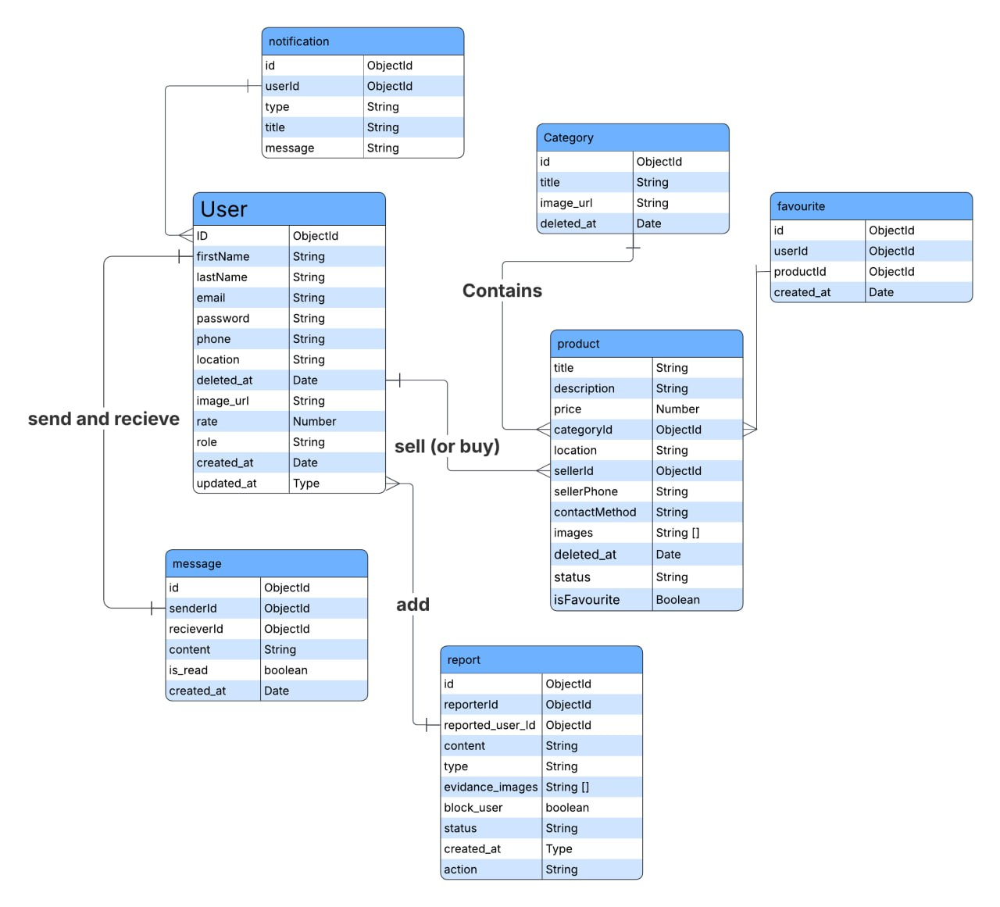 notification
id ObjectId
userId ObjectId
type String
title String
message String
Category
id ObjectId
title String
image_url String
deleted_at Date
favourite
id ObjectId
userId ObjectId
productId ObjectId
created_at Date
User
ID ObjectId
firstName String
lastName String
email String
password String
phone String
location String
deleted_at Date
image_url String
rate Number
role String
created_at Date
updated_at Type
Contains
send and recieve
sell (or buy)
product
title String
description String
price Number
categoryId ObjectId
location String
sellerId ObjectId
sellerPhone String
contactMethod String
images String []
deleted_at Date
status String
isFavourite Boolean
message
id ObjectId
senderId ObjectId
recieverId ObjectId
content String
is_read boolean
created_at Date
add
report
id ObjectId
reporterId ObjectId
reported_user_Id ObjectId
content String
type String
evidance_images String []
block_user boolean
status String
created_at Type
action String